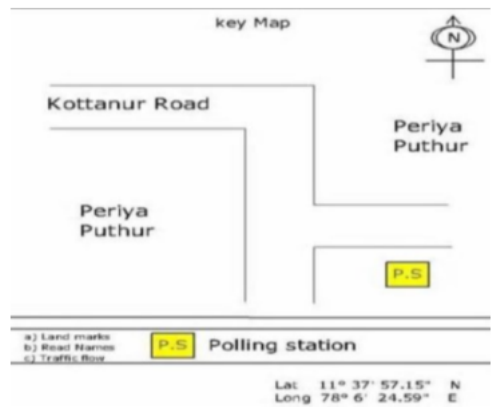 key Map
N
Kottanur Road
Periya
Puthur
Periya
Puthur
P.S
a) Land marks
b) Road Names
c) Traffic flow
P.S Polling station
Lat 11° 37' 57.15" N
Long 78° 6' 24.59" E